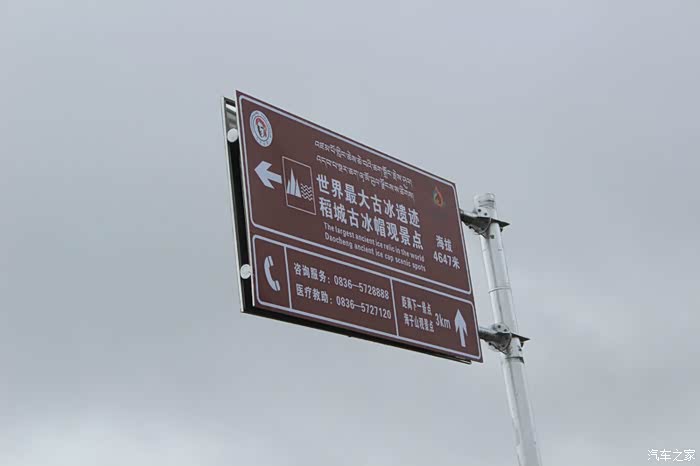 世界最大古冰遗迹
稻城古冰帽观景点
海拔
4647米
The largest ancient ice relic in the world
Daocheng ancient ice cup scenic spots
咨询服务：0836—5728888
医疗救助：0836—5727120
距离下一景点
海子山观景点
3km
汽车之家